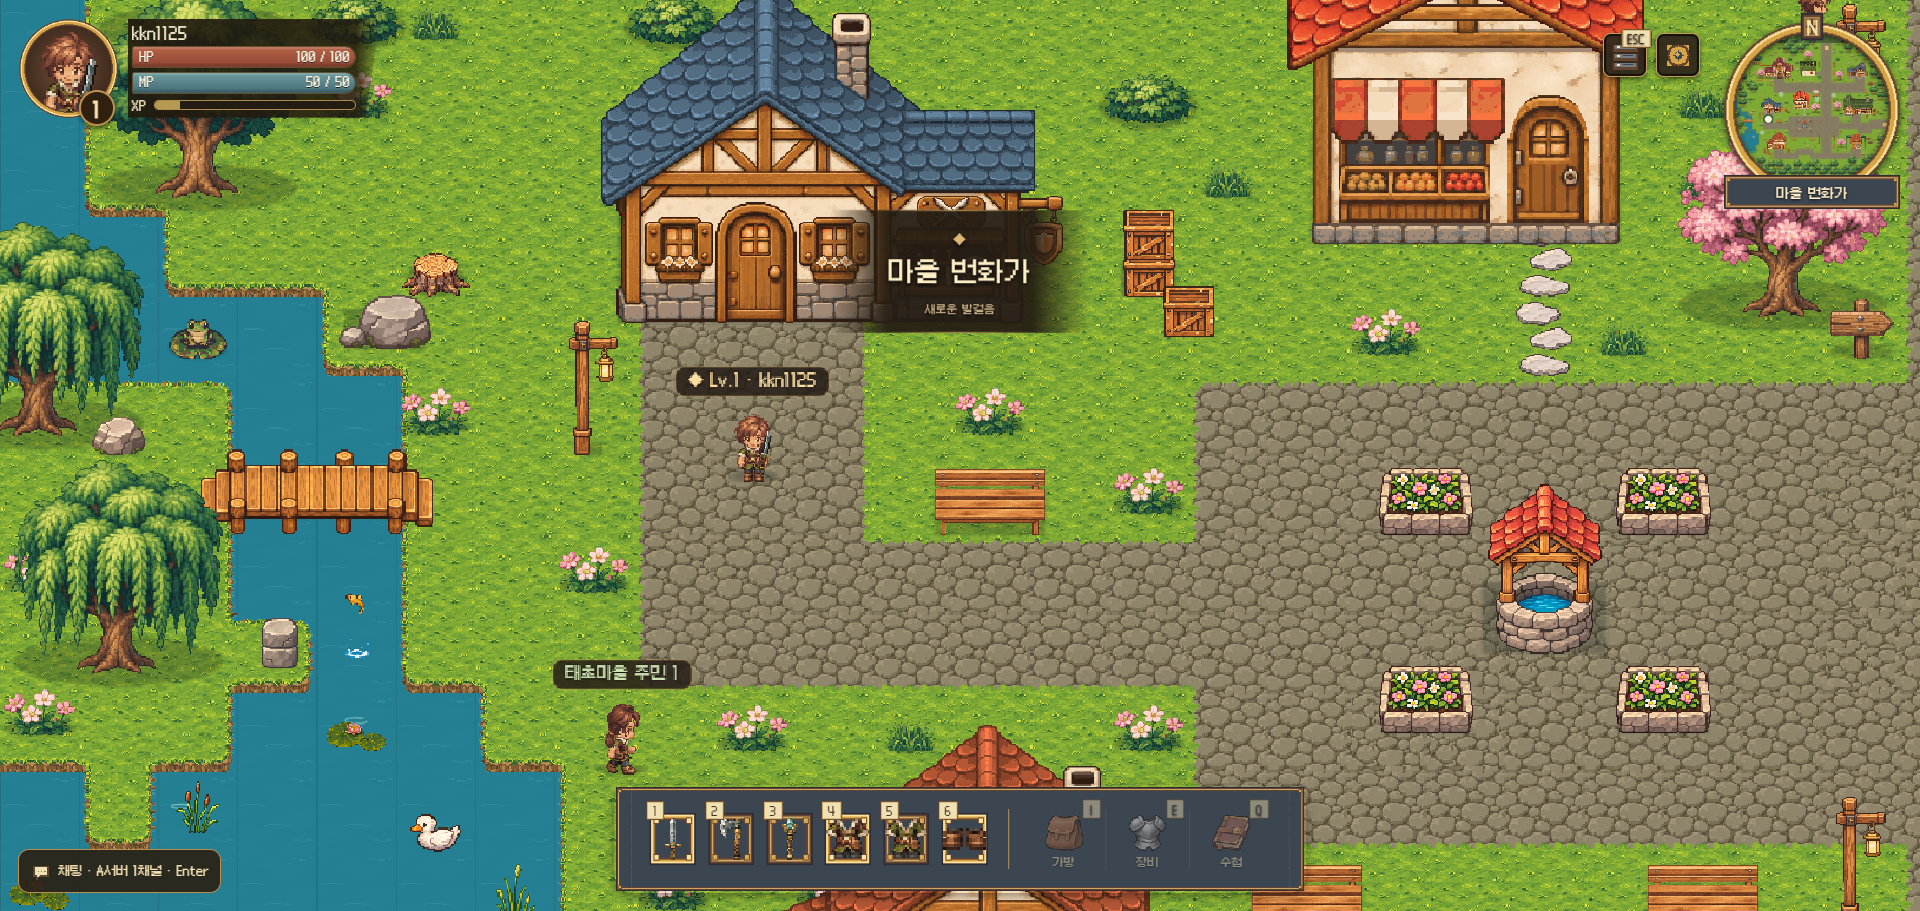 kkn1125
HP 100 / 100
MP 50 / 50
XP
1
ESC
N
마을 번화가
마을 번화가
새로운 발걸음
Lv.1 · kkn1125
태초마을 주민 1
1 2 3 4 5 6 I E Q
가방 장비 수첩
채팅 · A서버 1채널 · Enter